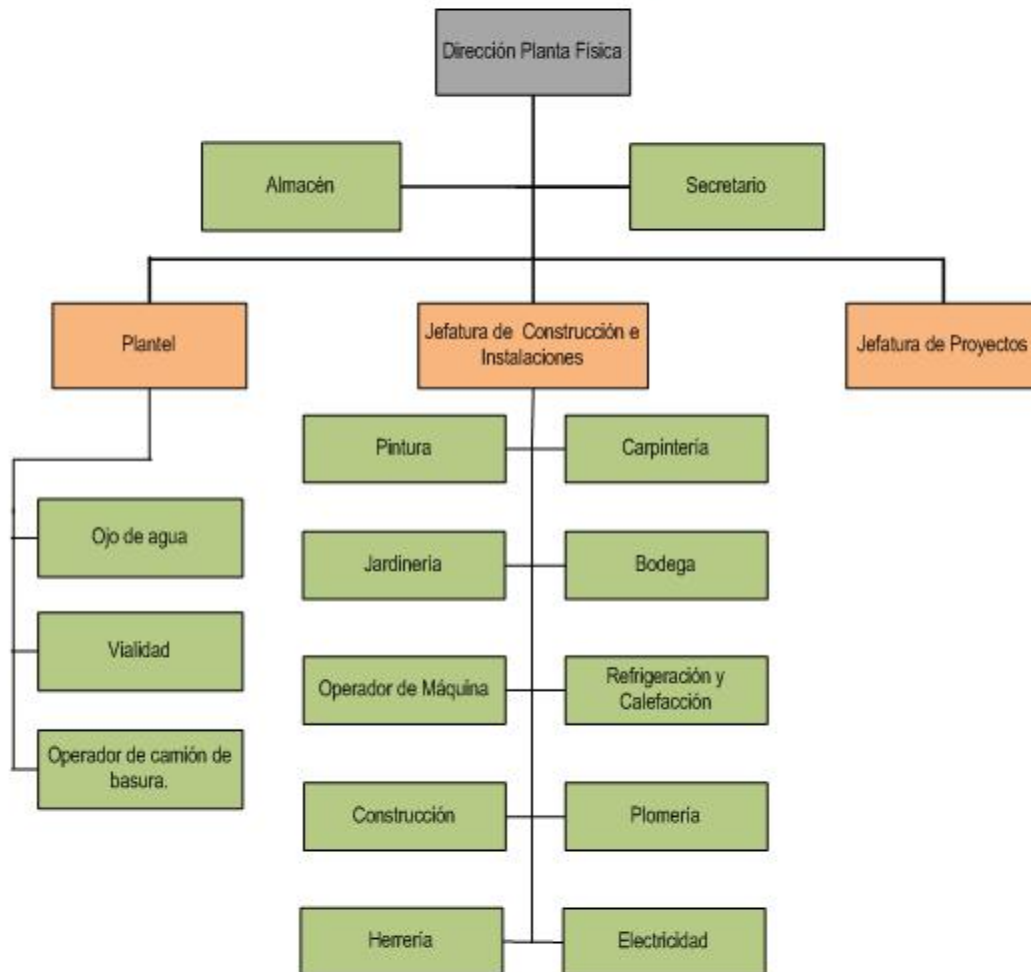 Dirección Planta Física
Almacén
Secretario
Plantel
Jefatura de Construcción e
Instalaciones
Jefatura de Proyectos
Pintura
Carpintería
Ojo de agua
Jardinería
Bodega
Vialidad
Operador de Máquina
Refrigeración y
Calefacción
Operador de camión de
basura.
Construcción
Plomería
Herrería
Electricidad